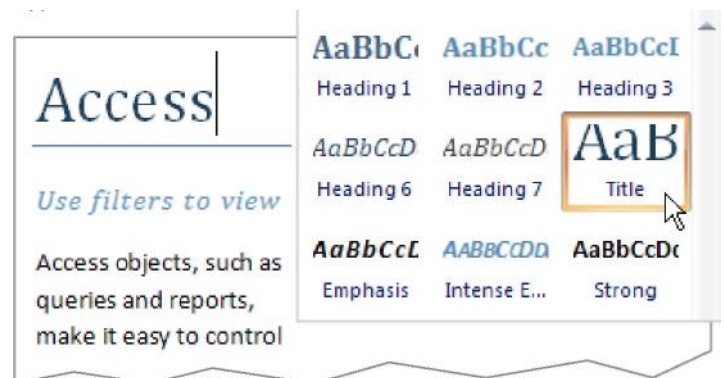 Access
Use filters to view
Access objects, such as
queries and reports,
make it easy to control
AaBbC AaBbCc AaBbCcI
Heading 1 Heading 2 Heading 3
AaBbCcD AaBbCcD AaB
Heading 6 Heading 7 Title
AaBbCcL AABBCCDD AaBbCcDc
Emphasis Intense E... Strong